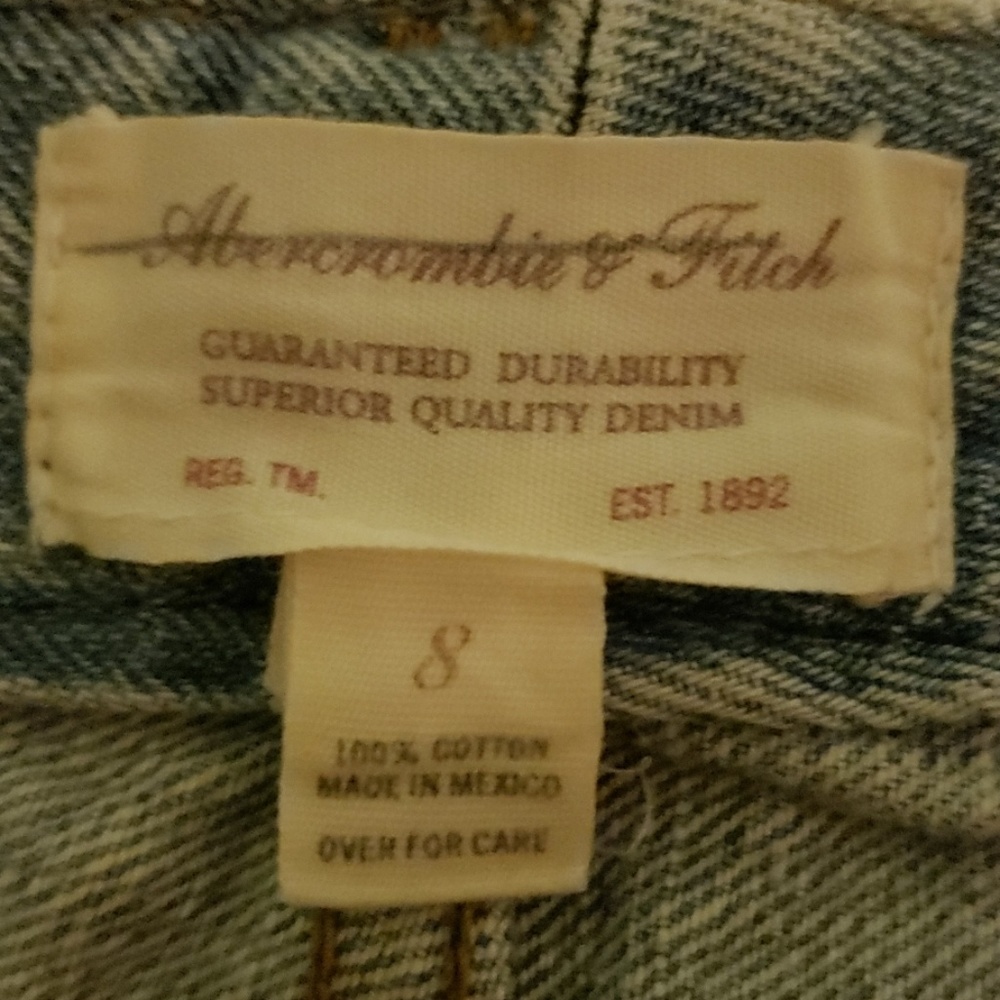 Abercrombie & Fitch
GUARANTEED DURABILITY
SUPERIOR QUALITY DENIM
REG. TM.
EST. 1892
8
100% COTTON
MADE IN MEXICO
OVER FOR CARE